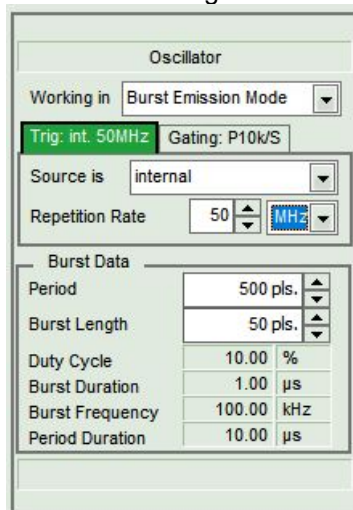 Oscillator
Working in Burst Emission Mode
Trig: int. 50MHz Gating: P10k/S
Source is internal
Repetition Rate 50 MHz
Burst Data
Period 500 pls.
Burst Length 50 pls.
Duty Cycle 10.00 %
Burst Duration 1.00 µs
Burst Frequency 100.00 kHz
Period Duration 10.00 µs